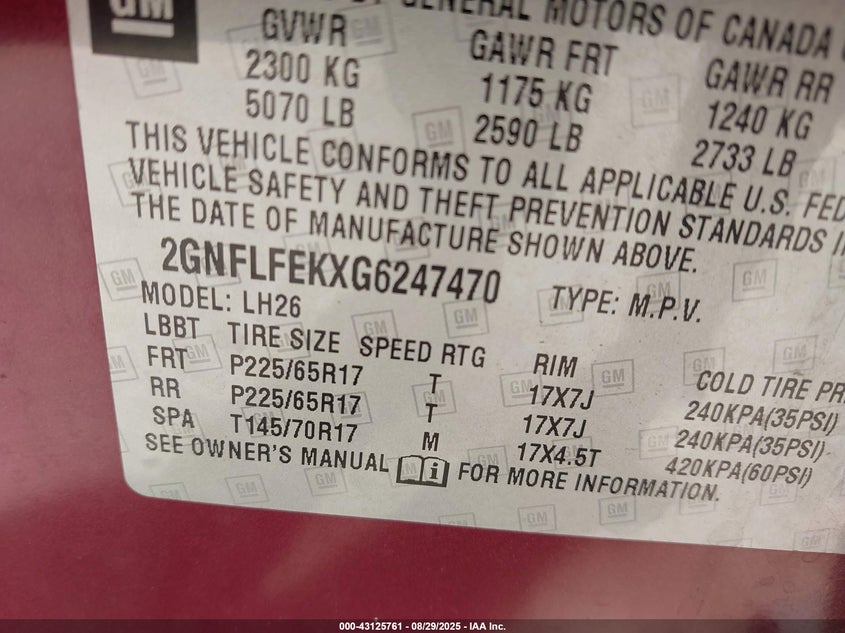 GM
GENERAL MOTORS OF CANADA
GVWR GAWR FRT GAWR RR
2300 KG 1175 KG 1240 KG
5070 LB 2590 LB 2733 LB
THIS VEHICLE CONFORMS TO ALL APPLICABLE U.S. FED
VEHICLE SAFETY AND THEFT PREVENTION STANDARDS I
THE DATE OF MANUFACTURE SHOWN ABOVE.
2GNFLFEKXG6247470 TYPE: M.P.V.
MODEL: LH26
LBBT TIRE SIZE SPEED RTG RIM COLD TIRE PR
FRT P225/65R17 T 17X7J 240KPA(35PSI)
RR P225/65R17 T 17X7J 240KPA(35PSI)
SPA T145/70R17 M 17X4.5T 420KPA(60PSI)
SEE OWNER'S MANUAL FOR MORE INFORMATION.
000-43125761 - 08/29/2025 - IAA Inc.